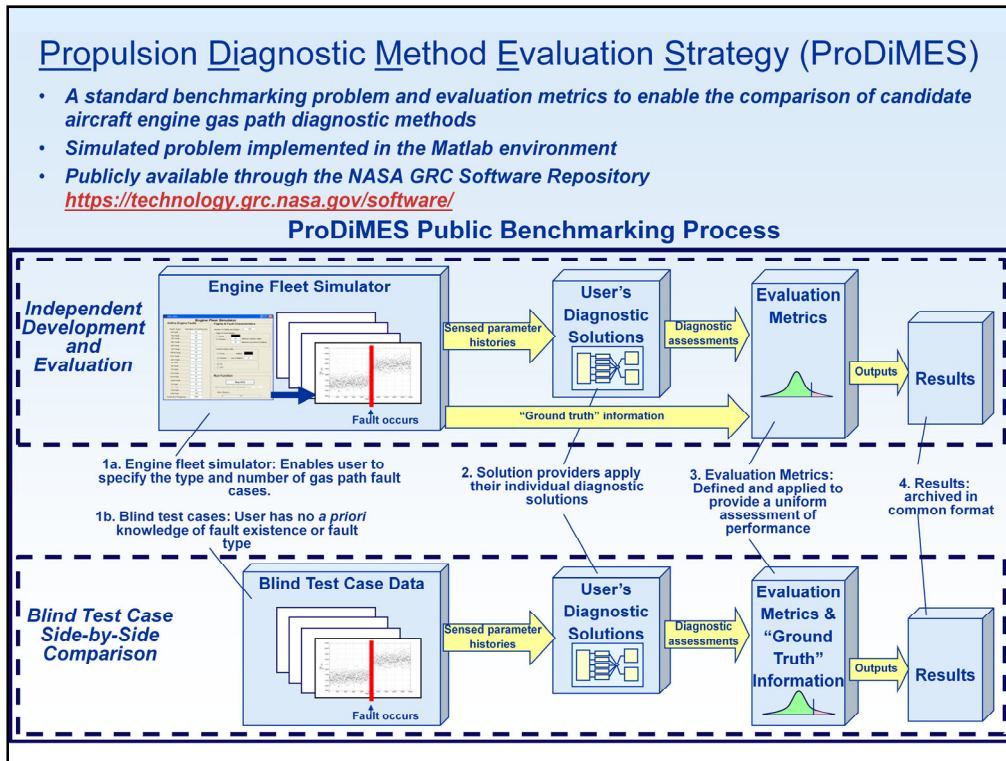 Propulsion Diagnostic Method Evaluation Strategy (ProDiMES)
• A standard benchmarking problem and evaluation metrics to enable the comparison of candidate
aircraft engine gas path diagnostic methods
• Simulated problem implemented in the Matlab environment
• Publicly available through the NASA GRC Software Repository
https://technology.grc.nasa.gov/software/
ProDiMES Public Benchmarking Process
Independent
Development
and
Evaluation
Engine Fleet Simulator
Engine Fleet Simulator
Fault occurs
Sensed parameter
histories
User's
Diagnostic
Solutions
Diagnostic
assessments
Evaluation
Metrics
Outputs
Results
"Ground truth" information
1a. Engine fleet simulator: Enables user to
specify the type and number of gas path fault
cases.
1b. Blind test cases: User has no a priori
knowledge of fault existence or fault
type
2. Solution providers apply
their individual diagnostic
solutions
3. Evaluation Metrics:
Defined and applied to
provide a uniform
assessment of
performance
4. Results:
archived in
common format
Blind Test Case
Side-by-Side
Comparison
Blind Test Case Data
Fault occurs
Sensed parameter
histories
User's
Diagnostic
Solutions
Diagnostic
assessments
Evaluation
Metrics &
"Ground
Truth"
Information
Outputs
Results